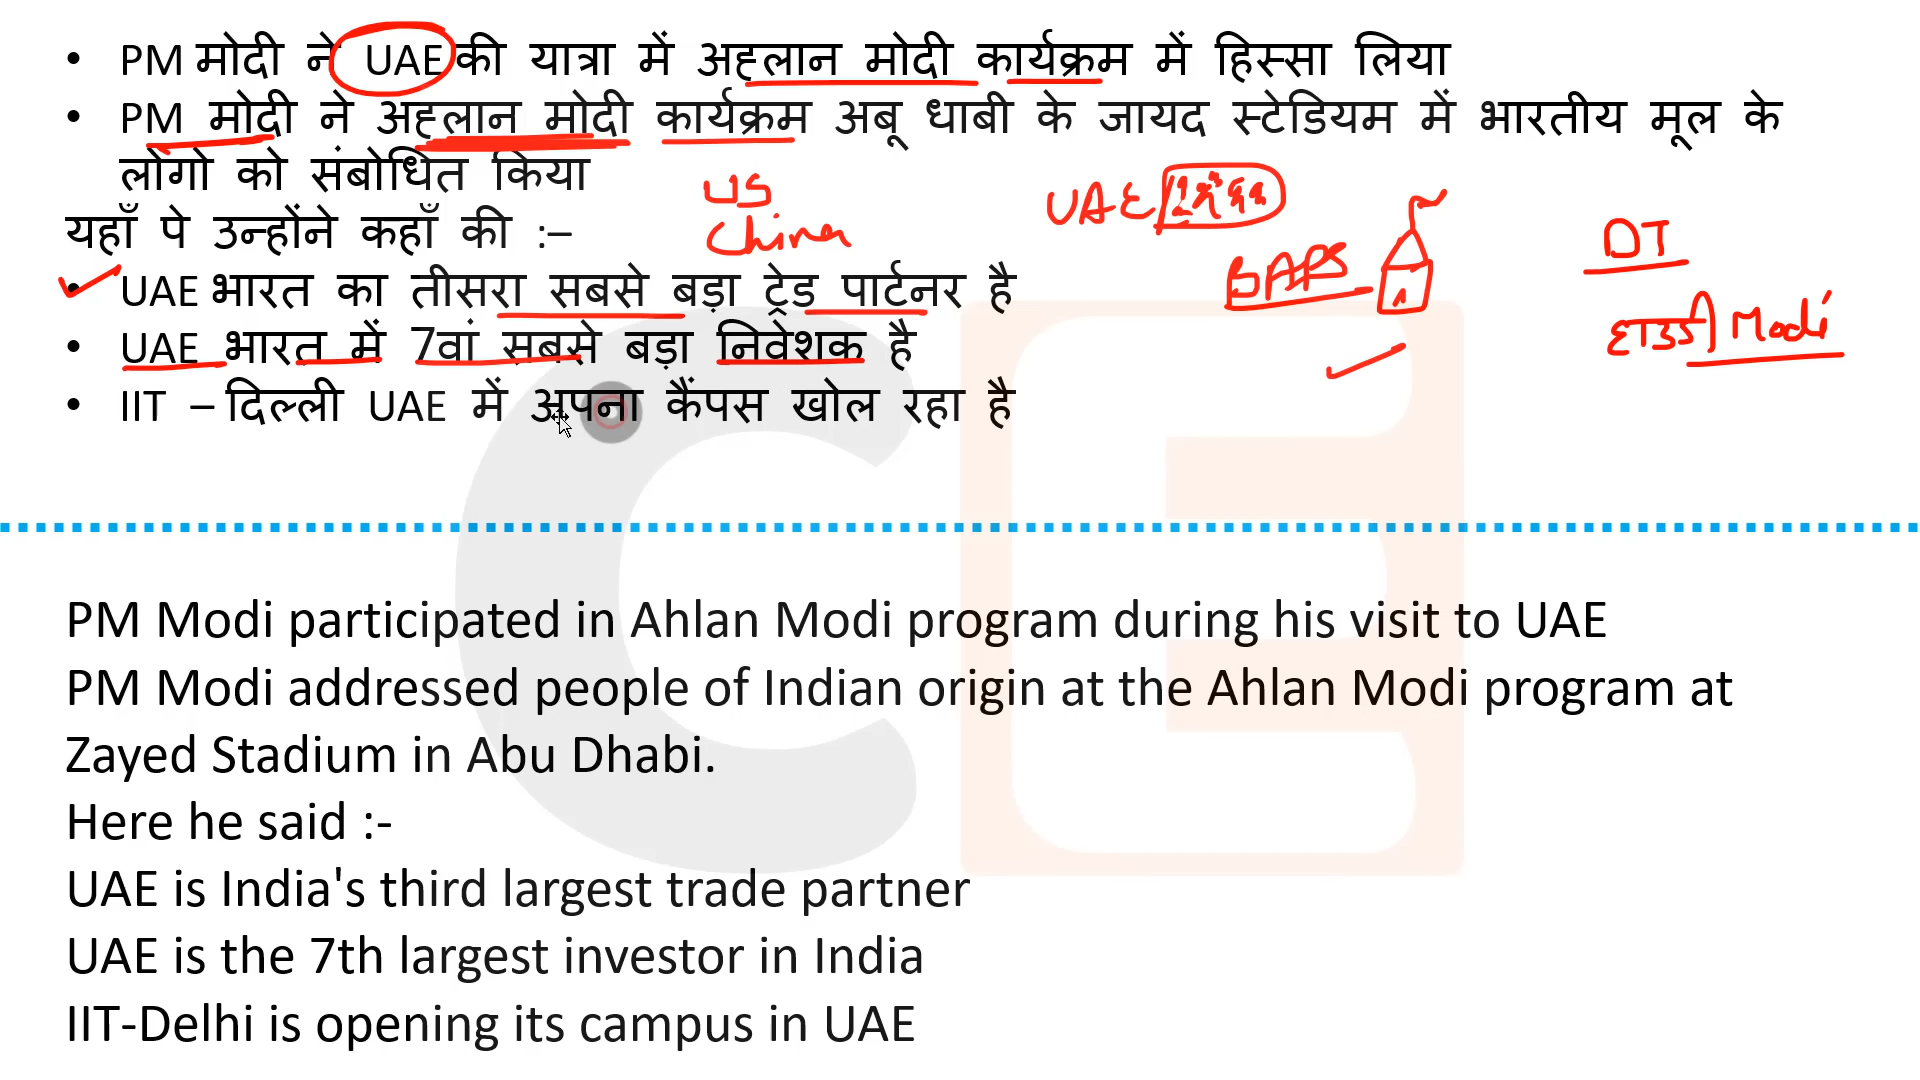 • PM मोदी ने UAE की यात्रा में अह्लान मोदी कार्यक्रम में हिस्सा लिया
• PM मोदी ने अह्लान मोदी कार्यक्रम अबू धाबी के जायद स्टेडियम में भारतीय मूल के
लोगो को संबोधित किया
US
UAE
यहाँ पे उन्होंने कहाँ की :–
China
BAPS
DT
• UAE भारत का तीसरा सबसे बड़ा ट्रेड पार्टनर है
Modi
• UAE भारत में 7वां सबसे बड़ा निवेशक है
• IIT – दिल्ली UAE में अपना कैंपस खोल रहा है
CE
PM Modi participated in Ahlan Modi program during his visit to UAE
PM Modi addressed people of Indian origin at the Ahlan Modi program at
Zayed Stadium in Abu Dhabi.
Here he said :-
UAE is India's third largest trade partner
UAE is the 7th largest investor in India
IIT-Delhi is opening its campus in UAE